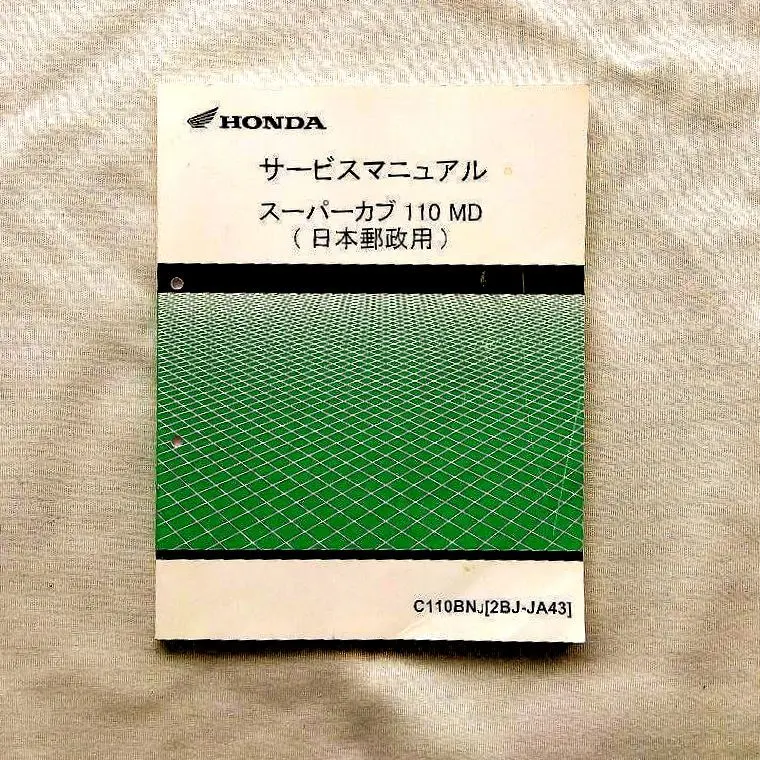 HONDA
サービスマニュアル
スーパーカブ 110 MD
(日本郵政用)
C110BNJ[2BJ-JA43]